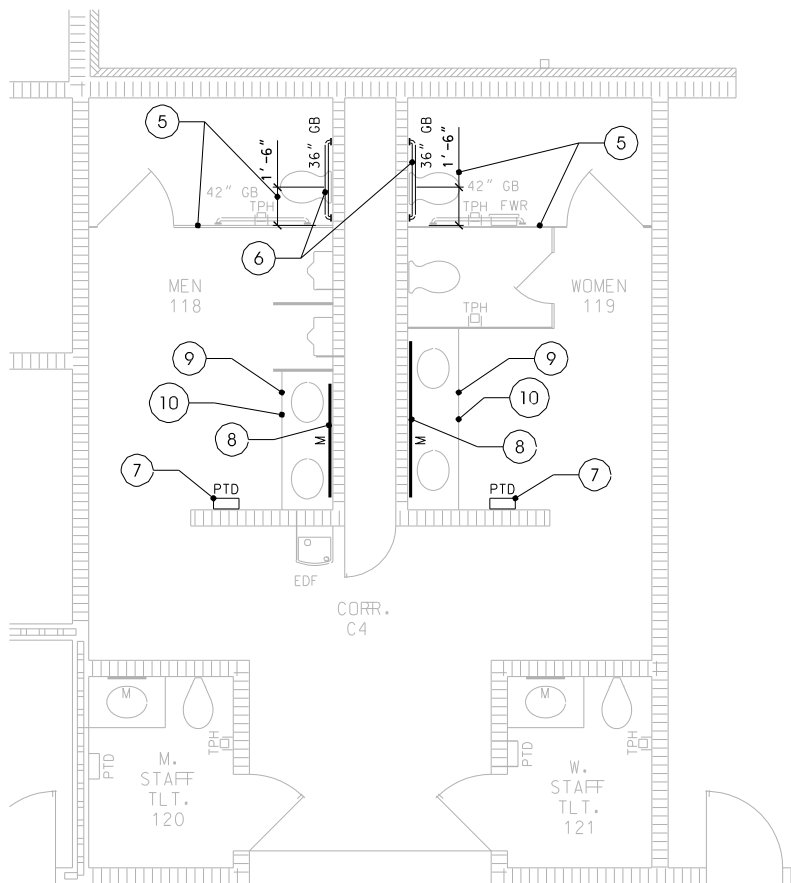 5
1'-6"
36" GB
36" GB
1'-6"
5
42" GB
TPH
42" GB
TPH
FWR
6
MEN
118
TPH
WOMEN
119
9
10
8
M
7
PTD
9
10
8
M
7
PTD
EDF
CORR.
C4
M
TPH
PTD
M.
STAFF
TLT.
120
M
TPH
PTD
W.
STAFF
TLT.
121